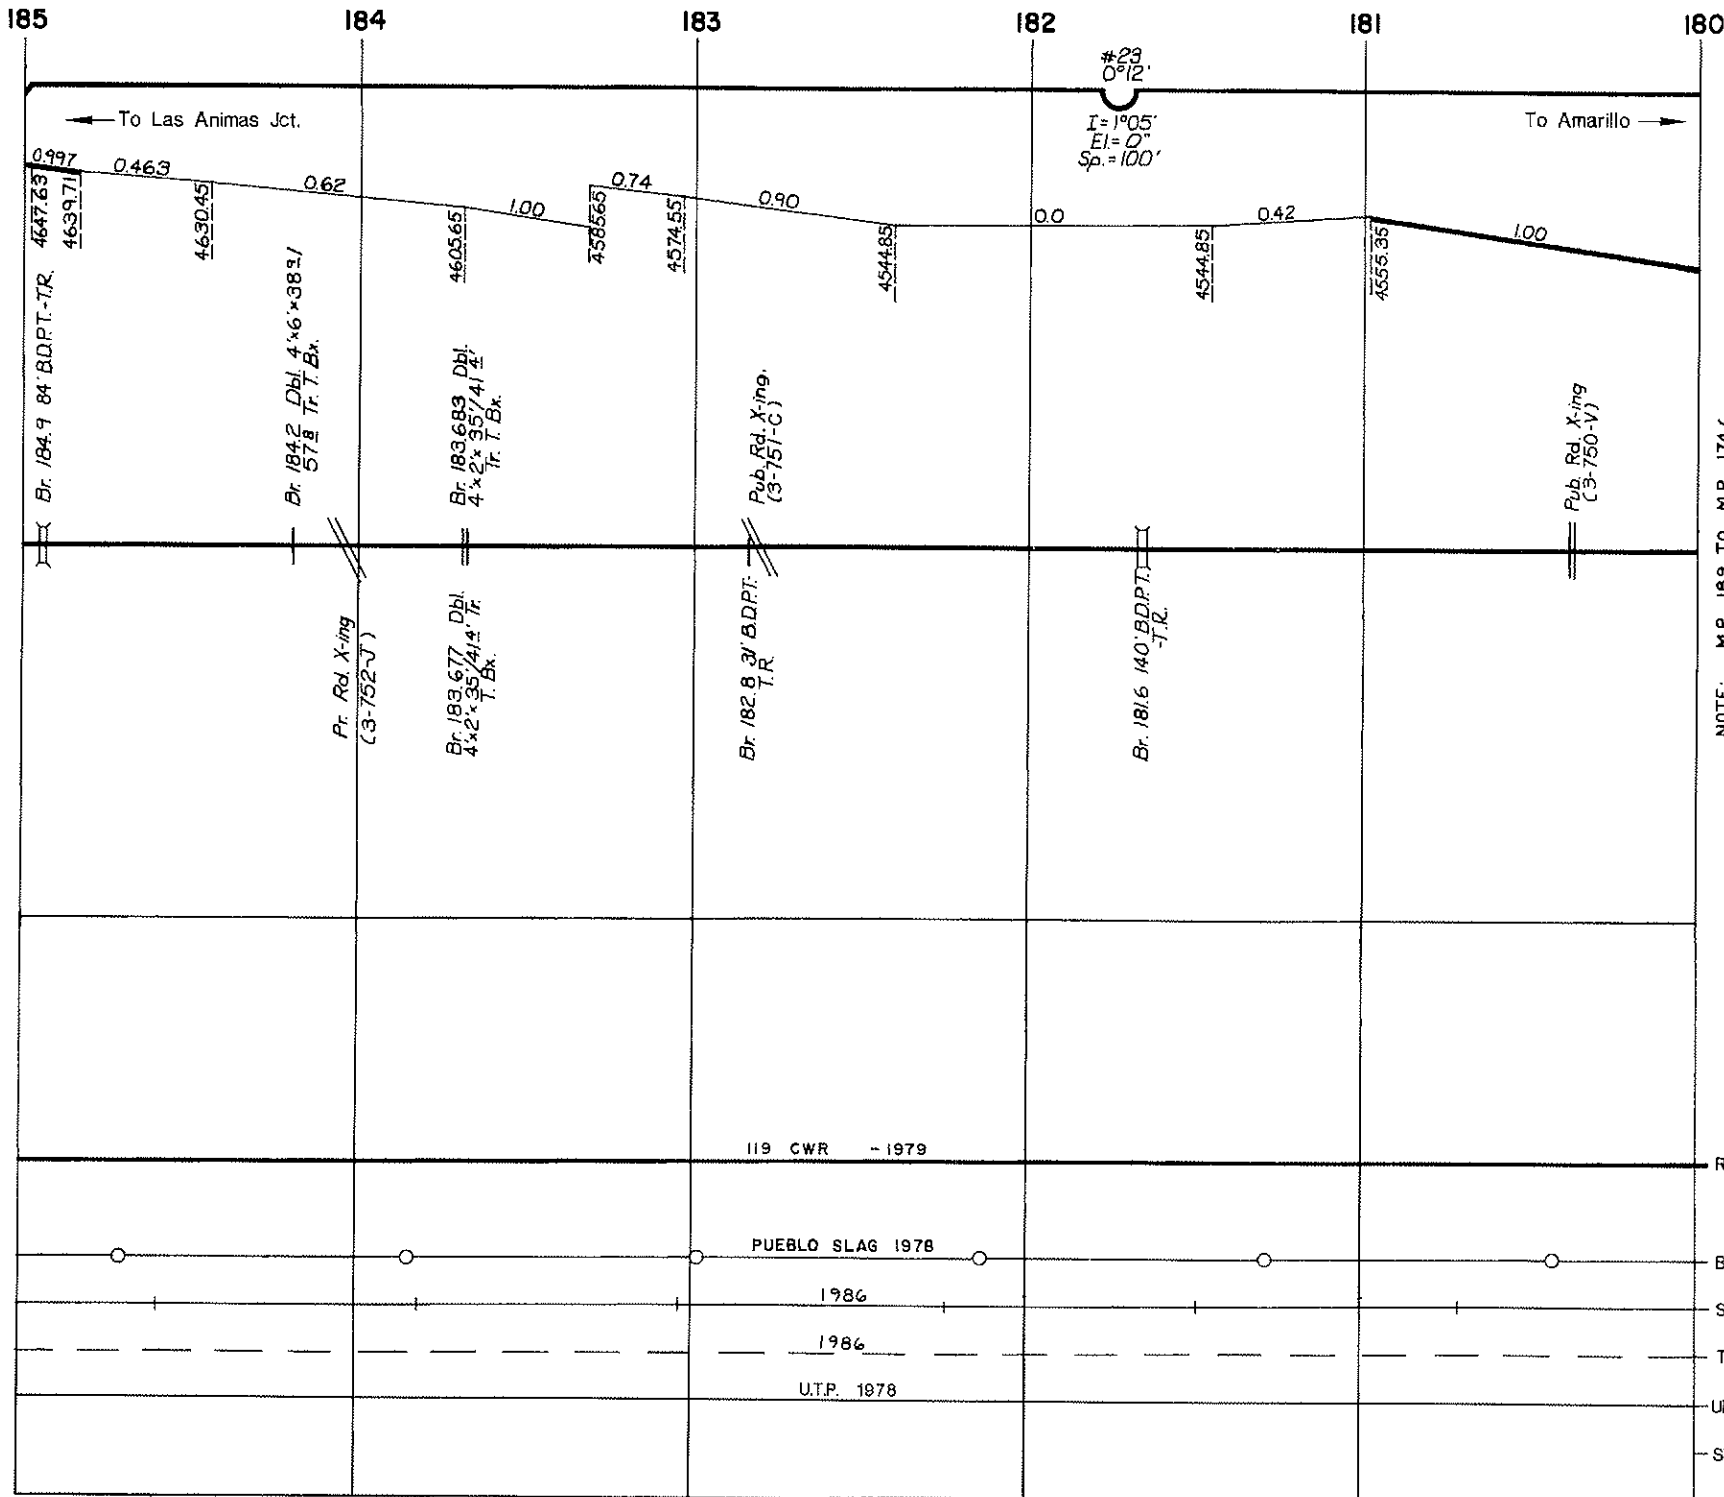 185 184 183 182 181 180
#23
0°12'
To Las Animas Jct.
I=1°05'
El.=0"
Sp.=100'
To Amarillo
0.997 0.463 0.62 1.00 0.74 0.90 0.0 0.42 1.00
4647.63 4639.71 4630.45 4605.65 4585.65 4574.55 4544.85 4544.85 4555.35
Br. 184.9 84' B.D.P.T.-T.R.
Br. 184.2 Dbl. 4'x6'x38
Tr. T. Bx.
Br. 183.683 Dbl.
4'x2'x35'/41
Tr. T. Bx.
Pub. Rd. X-ing.
(3-751-C)
Pub. Rd. X-ing
(3-750-V)
Pr. Rd. X-ing
(3-752-J)
Br. 183.677 Dbl.
4'x2'x35'/41 Tr.
T. Bx.
Br. 182.8 31' B.D.P.T.-
T.R.
Br. 181.6 140' B.D.P.T.
-T.R.
NOTE: M.P. 188 TO M.P. 174.6
119 CWR - 1979
R
PUEBLO SLAG 1978
B
1986
S
1986
T
U.T.P. 1978
S